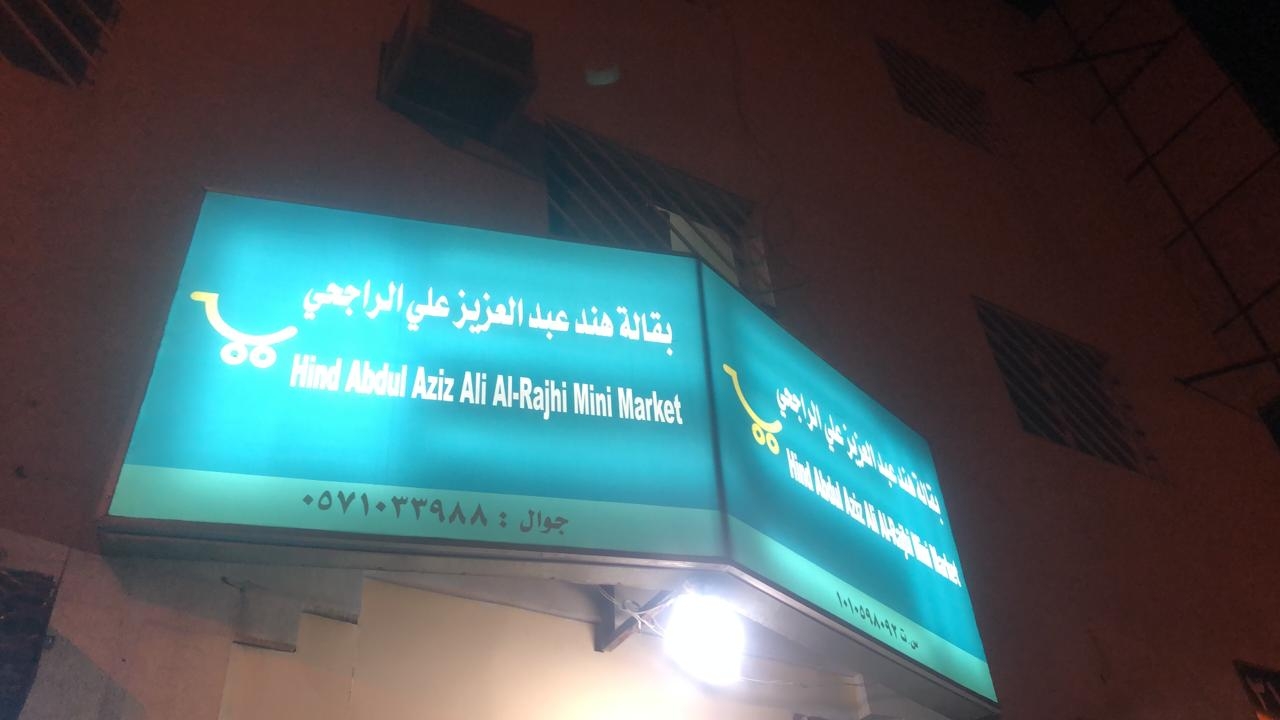 بقالة هند عبد العزيز علي الراجحي
Hind Abdul Aziz Ali Al-Rajhi Mini Market
جوال : ٠٥٧١٠٣٣٩٨٨
بقالة هند عبد العزيز علي الراجحي
Hind Abdul Aziz Ali Al-Rajhi Mini Market
س ت ١٠١٠٥٩٨٠٩٢